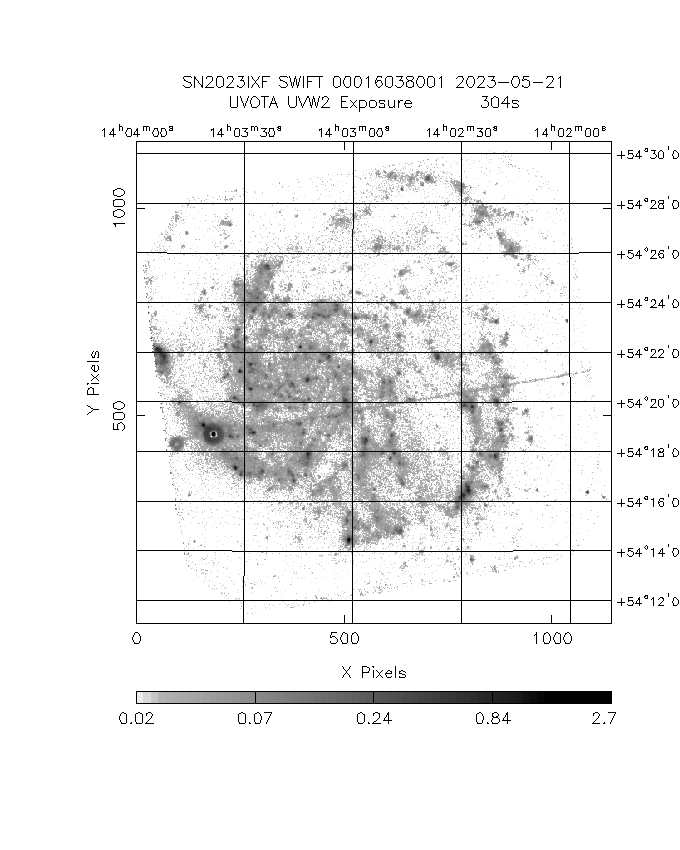 SN2023IXF SWIFT 00016038001 2023-05-21
UVOTA UVW2 Exposure 304s
14ʰ04ᵐ00ˢ 14ʰ03ᵐ30ˢ 14ʰ03ᵐ00ˢ 14ʰ02ᵐ30ˢ 14ʰ02ᵐ00ˢ
+54°30'0
+54°28'0
+54°26'0
+54°24'0
+54°22'0
+54°20'0
+54°18'0
+54°16'0
+54°14'0
+54°12'0
1000
500
Y Pixels
0 500 1000
X Pixels
0.02 0.07 0.24 0.84 2.7